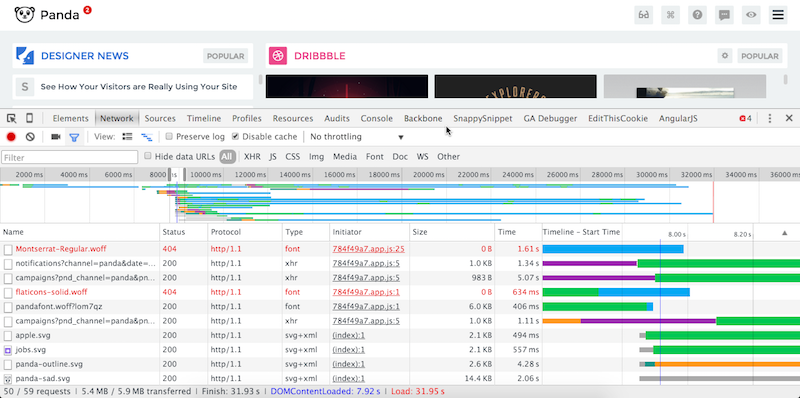 Panda 2
DESIGNER NEWS POPULAR DRIBBBLE POPULAR
S See How Your Visitors are Really Using Your Site
EXPLORERS
Elements Network Sources Timeline Profiles Resources Audits Console Backbone SnappySnippet GA Debugger EditThisCookie AngularJS 4
View: Preserve log Disable cache No throttling
Filter Hide data URLs All XHR JS CSS Img Media Font Doc WS Other
2000 ms 4000 ms 6000 ms 8000 ms 10000 ms 12000 ms 14000 ms 16000 ms 18000 ms 20000 ms 22000 ms 24000 ms 26000 ms 28000 ms 30000 ms 32000 ms 34000 ms 36000 ms
Name Status Protocol Type Initiator Size Time Timeline – Start Time 8.00 s 8.20 s
Montserrat-Regular.woff 404 http/1.1 font 784f49a7.app.js:25 0 B 1.61 s
notifications?channel=panda&date=... 200 http/1.1 xhr 784f49a7.app.js:5 1.0 KB 1.34 s
campaigns?pnd_channel=panda&pn... 200 http/1.1 xhr 784f49a7.app.js:5 983 B 5.07 s
flaticons-solid.woff 404 http/1.1 font 784f49a7.app.js:1 0 B 634 ms
pandafont.woff?lom7qz 200 http/1.1 font 784f49a7.app.js:1 6.0 KB 406 ms
campaigns?pnd_channel=panda&pn... 200 http/1.1 xhr 784f49a7.app.js:5 1.0 KB 1.11 s
apple.svg 200 http/1.1 svg+xml (index):1 2.1 KB 494 ms
jobs.svg 200 http/1.1 svg+xml (index):1 2.1 KB 557 ms
panda-outline.svg 200 http/1.1 svg+xml (index):1 2.6 KB 4.28 s
panda-sad.svg 200 http/1.1 svg+xml (index):1 14.4 KB 2.06 s
50 / 59 requests | 5.4 MB / 5.9 MB transferred | Finish: 31.93 s | DOMContentLoaded: 7.92 s | Load: 31.95 s